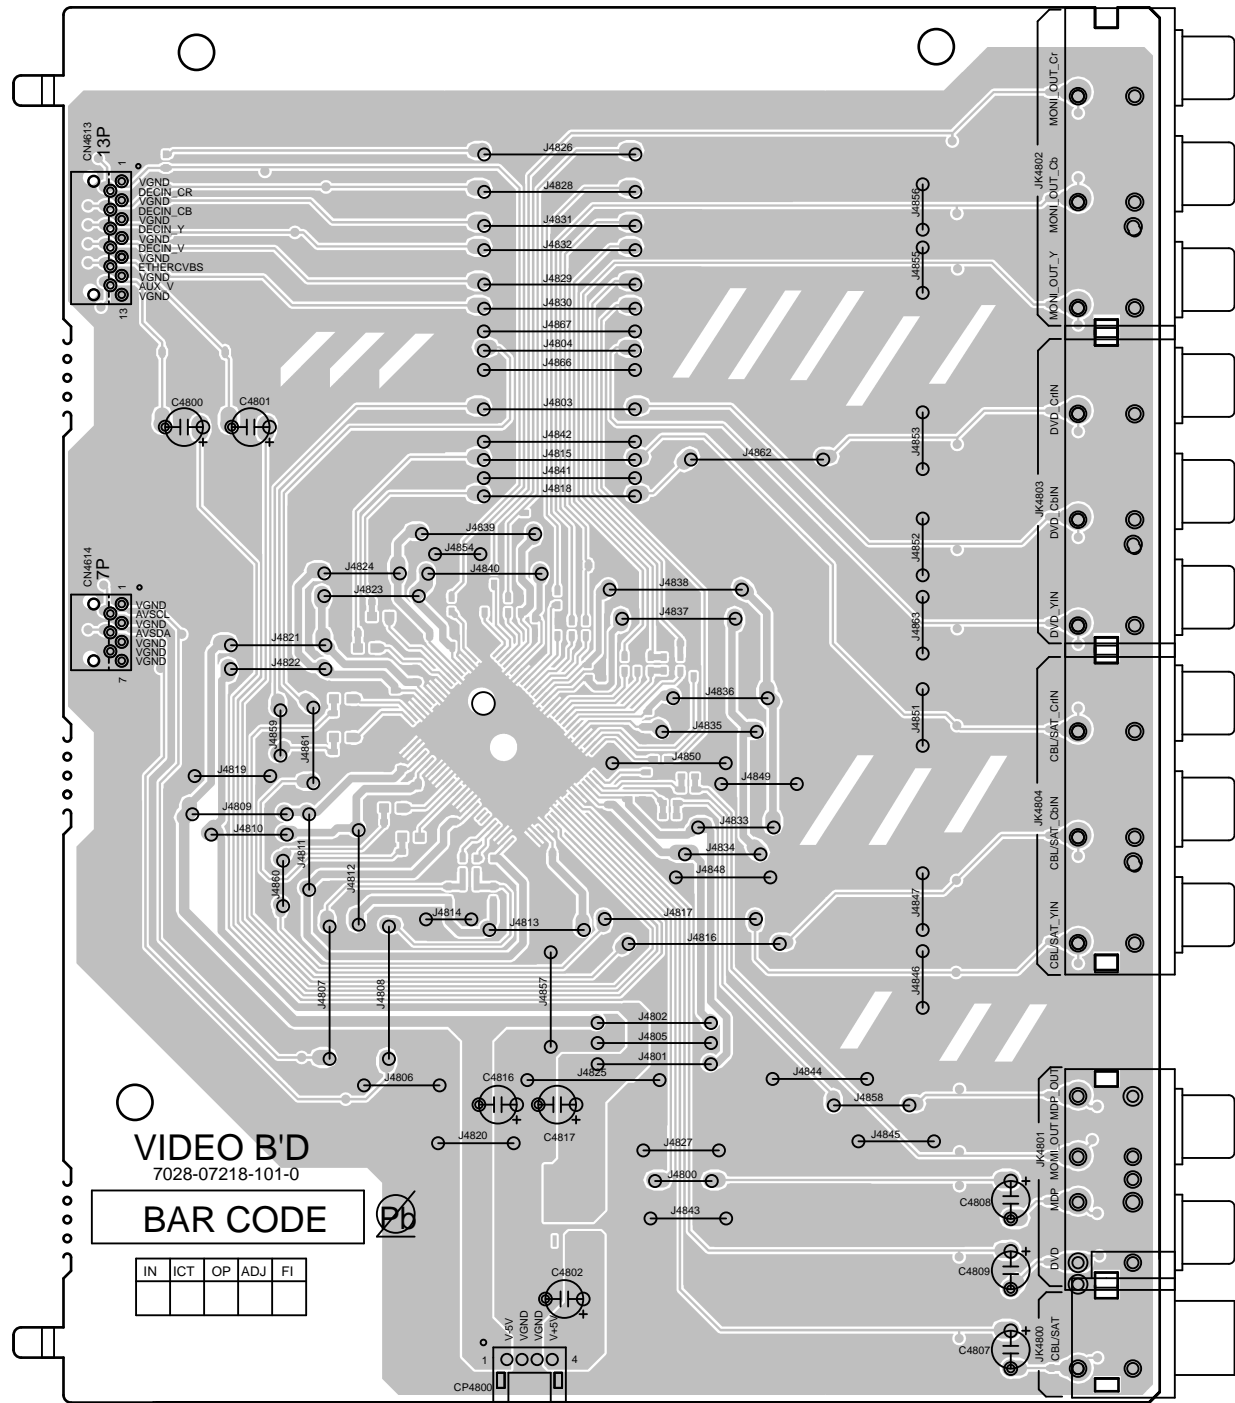 CN4613
13P
1
VGND
DECIN_CR
VGND
DECIN_CB
VGND
DECIN_Y
VGND
DECIN_V
VGND
ETHERCVBS
VGND
AUX_V
VGND
13
J4826
J4828
J4831
J4832
J4829
J4830
J4867
J4804
J4866
J4803
J4842
J4815
J4841
J4818
J4862
J4856
J4855
J4853
J4852
J4863
J4851
J4847
J4846
JK4802
MONI_OUT_Cr
MONI_OUT_Cb
MONI_OUT_Y
JK4803
DVD_CrIN
DVD_CbIN
DVD_YIN
JK4804
CBL/SAT_CrIN
CBL/SAT_CbIN
CBL/SAT_YIN
C4800
C4801
+
+
CN4614
7P
1
VGND
AVSCL
VGND
AVSDA
VGND
VGND
VGND
7
J4839
J4854
J4824
J4840
J4823
J4838
J4837
J4821
J4822
J4836
J4835
J4859
J4861
J4850
J4819
J4849
J4809
J4810
J4811
J4812
J4833
J4834
J4860
J4848
J4814
J4813
J4817
J4816
J4807
J4808
J4857
J4802
J4805
J4801
J4806
J4825
J4844
J4858
J4845
C4816
+
C4817
+
J4820
J4827
J4800
J4843
JK4801
MDP_OUT
MOMI_OUT
MDP
DVD
C4808
+
C4809
+
C4807
+
JK4800
CBL/SAT
VIDEO B'D
7028-07218-101-0
BAR CODE
Pb
IN ICT OP ADJ FI
C4802
+
V-5V
VGND
VGND
V+5V
1
4
CP4800